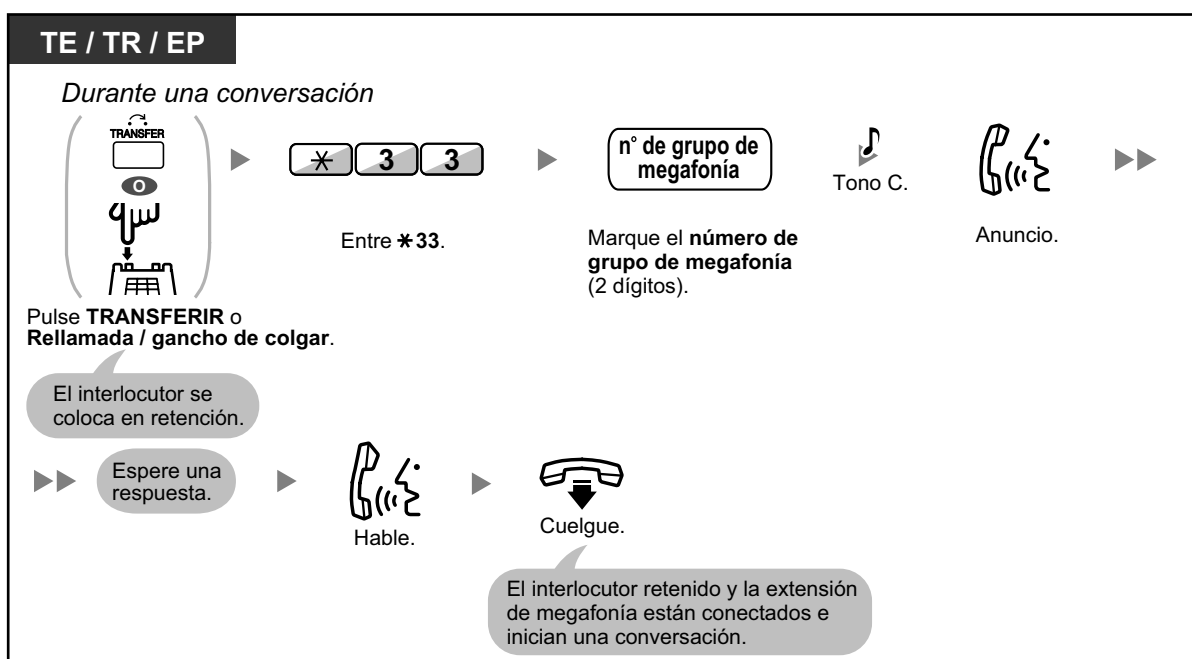 TE / TR / EP
Durante una conversación
TRANSFER
O
✳ 3 3
n° de grupo de
megafonía
Tono C.
Entre ✳33.
Marque el número de
grupo de megafonía
(2 dígitos).
Anuncio.
Pulse TRANSFERIR o
Rellamada / gancho de colgar.
El interlocutor se
coloca en retención.
Espere una
respuesta.
Hable.
Cuelgue.
El interlocutor retenido y la extensión
de megafonía están conectados e
inician una conversación.